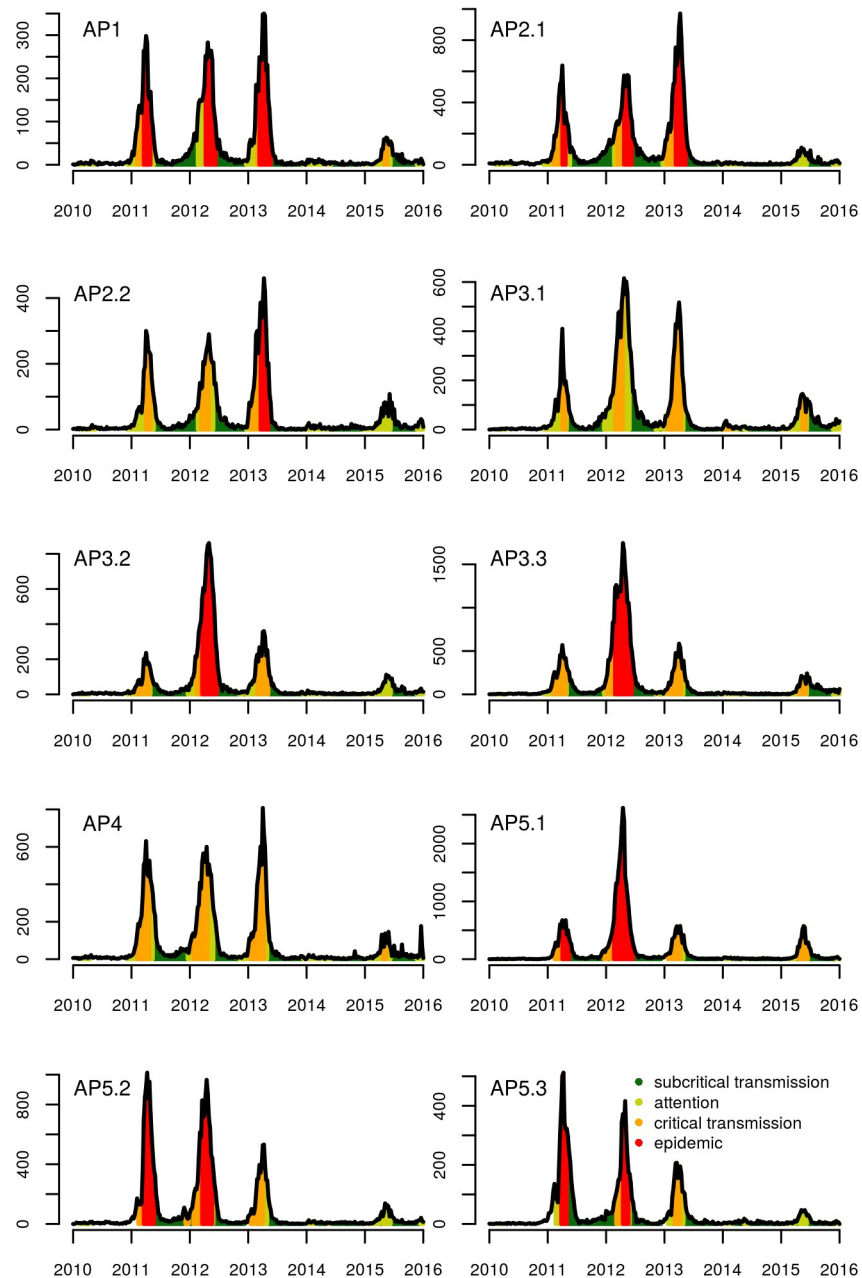 AP1
0 100 200 300
2010 2011 2012 2013 2014 2015 2016
AP2.1
0 400 800
2010 2011 2012 2013 2014 2015 2016
AP2.2
0 200 400
2010 2011 2012 2013 2014 2015 2016
AP3.1
0 200 400 600
2010 2011 2012 2013 2014 2015 2016
AP3.2
0 200 600
2010 2011 2012 2013 2014 2015 2016
AP3.3
0 500 1500
2010 2011 2012 2013 2014 2015 2016
AP4
0 200 600
2010 2011 2012 2013 2014 2015 2016
AP5.1
0 1000 2000
2010 2011 2012 2013 2014 2015 2016
AP5.2
0 200 400 800
2010 2011 2012 2013 2014 2015 2016
AP5.3
0 200 400
subcritical transmission
attention
critical transmission
epidemic
2010 2011 2012 2013 2014 2015 2016